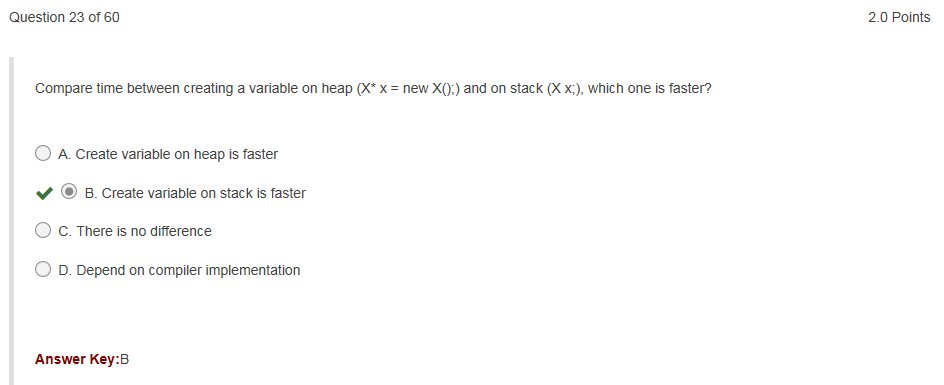 Question 23 of 60
2.0 Points
Compare time between creating a variable on heap (X* x = new X();) and on stack (X x;), which one is faster?
A. Create variable on heap is faster
B. Create variable on stack is faster
C. There is no difference
D. Depend on compiler implementation
Answer Key:B